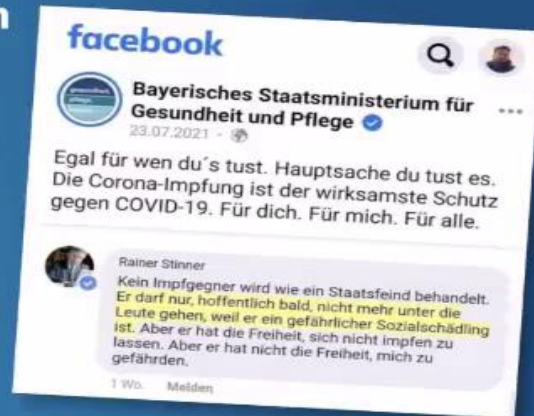 n
facebook
Bayerisches Staatsministerium für
Gesundheit und Pflege
23.07.2021 ·
Egal für wen du´s tust. Hauptsache du tust es.
Die Corona-Impfung ist der wirksamste Schutz
gegen COVID-19. Für dich. Für mich. Für alle.
Rainer Stinner
Kein Impfgegner wird wie ein Staatsfeind behandelt.
Er darf nur, hoffentlich bald, nicht mehr unter die
Leute gehen, weil er ein gefährlicher Sozialschädling
ist. Aber er hat die Freiheit, sich nicht impfen zu
lassen. Aber er hat nicht die Freiheit, mich zu
gefährden.
1 Wo. Melden